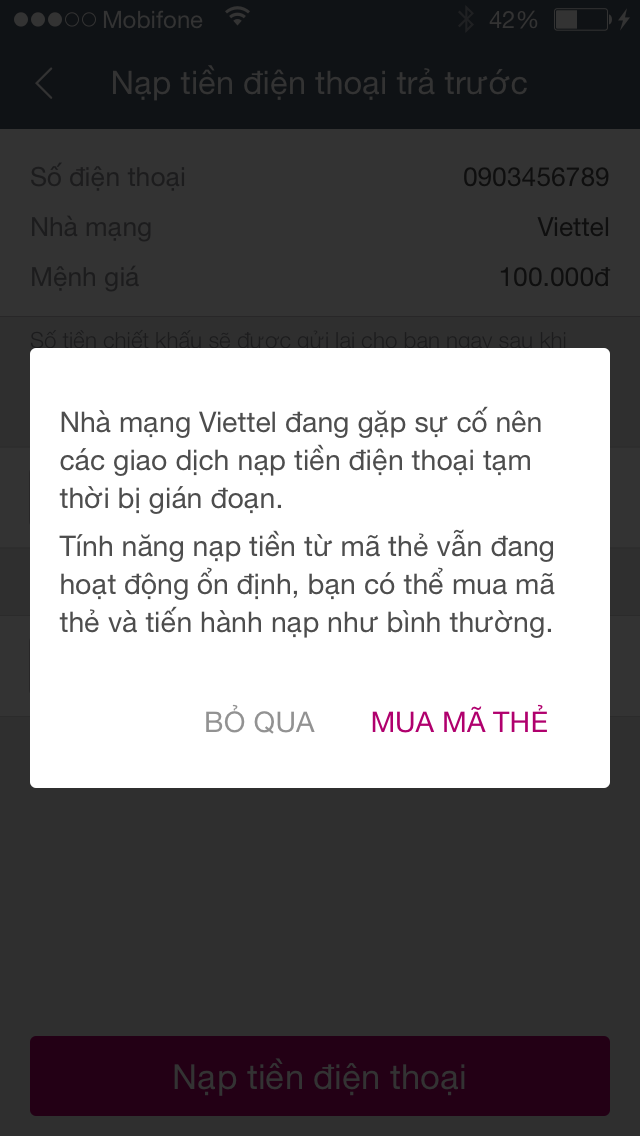 Mobifone 42%
Nạp tiền điện thoại trả trước
Số điện thoại 0903456789
Nhà mạng Viettel
Mệnh giá 100.000đ
Số tiền chiết khấu sẽ được gửi lại cho bạn ngay sau khi
Nhà mạng Viettel đang gặp sự cố nên
các giao dịch nạp tiền điện thoại tạm
thời bị gián đoạn.
Tính năng nạp tiền từ mã thẻ vẫn đang
hoạt động ổn định, bạn có thể mua mã
thẻ và tiến hành nạp như bình thường.
BỎ QUA MUA MÃ THẺ
Nạp tiền điện thoại